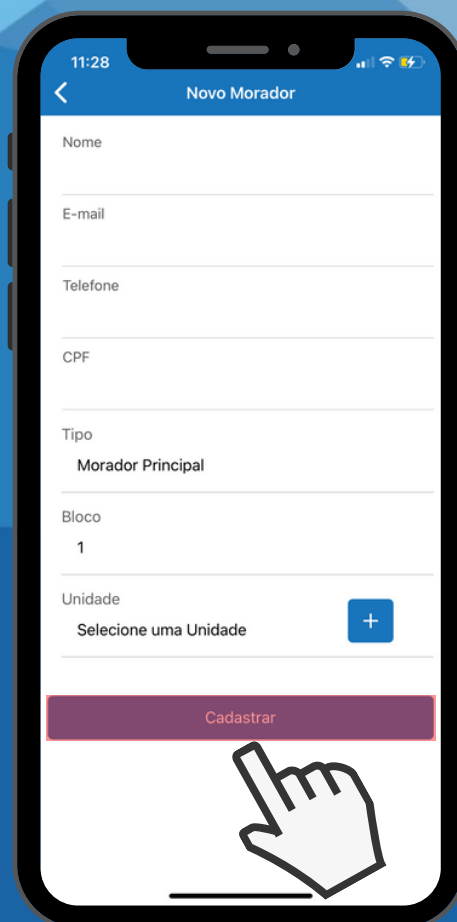 11:28
Novo Morador
Nome
E-mail
Telefone
CPF
Tipo
Morador Principal
Bloco
1
Unidade
Selecione uma Unidade
+
Cadastrar